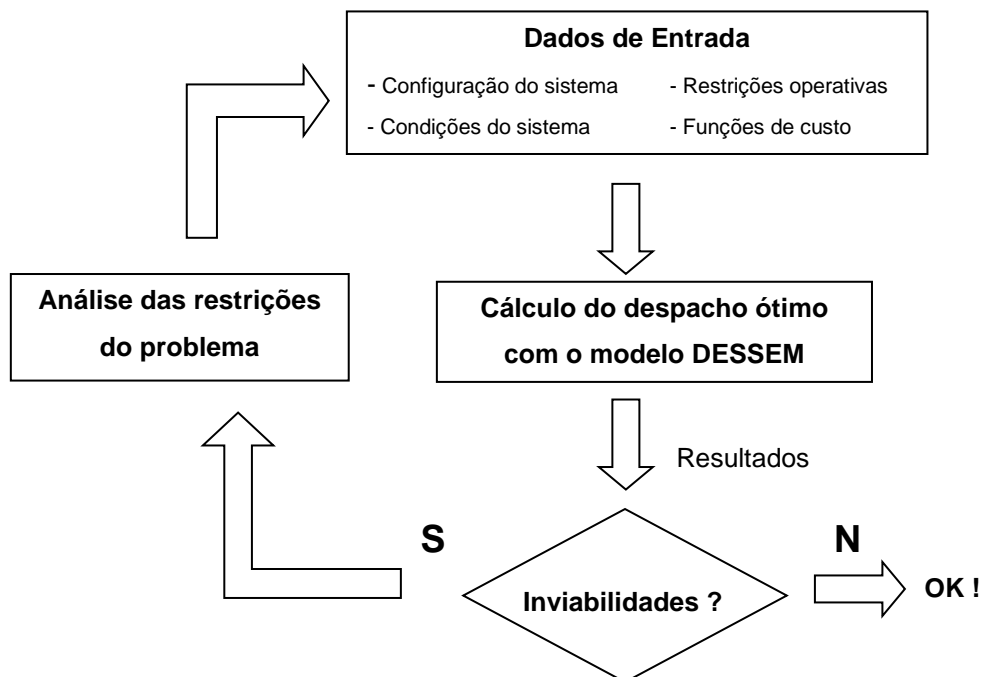 Dados de Entrada
- Configuração do sistema
- Restrições operativas
- Condições do sistema
- Funções de custo
Análise das restrições
do problema
Cálculo do despacho ótimo
com o modelo DESSEM
Resultados
S
N
Inviabilidades ?
OK !